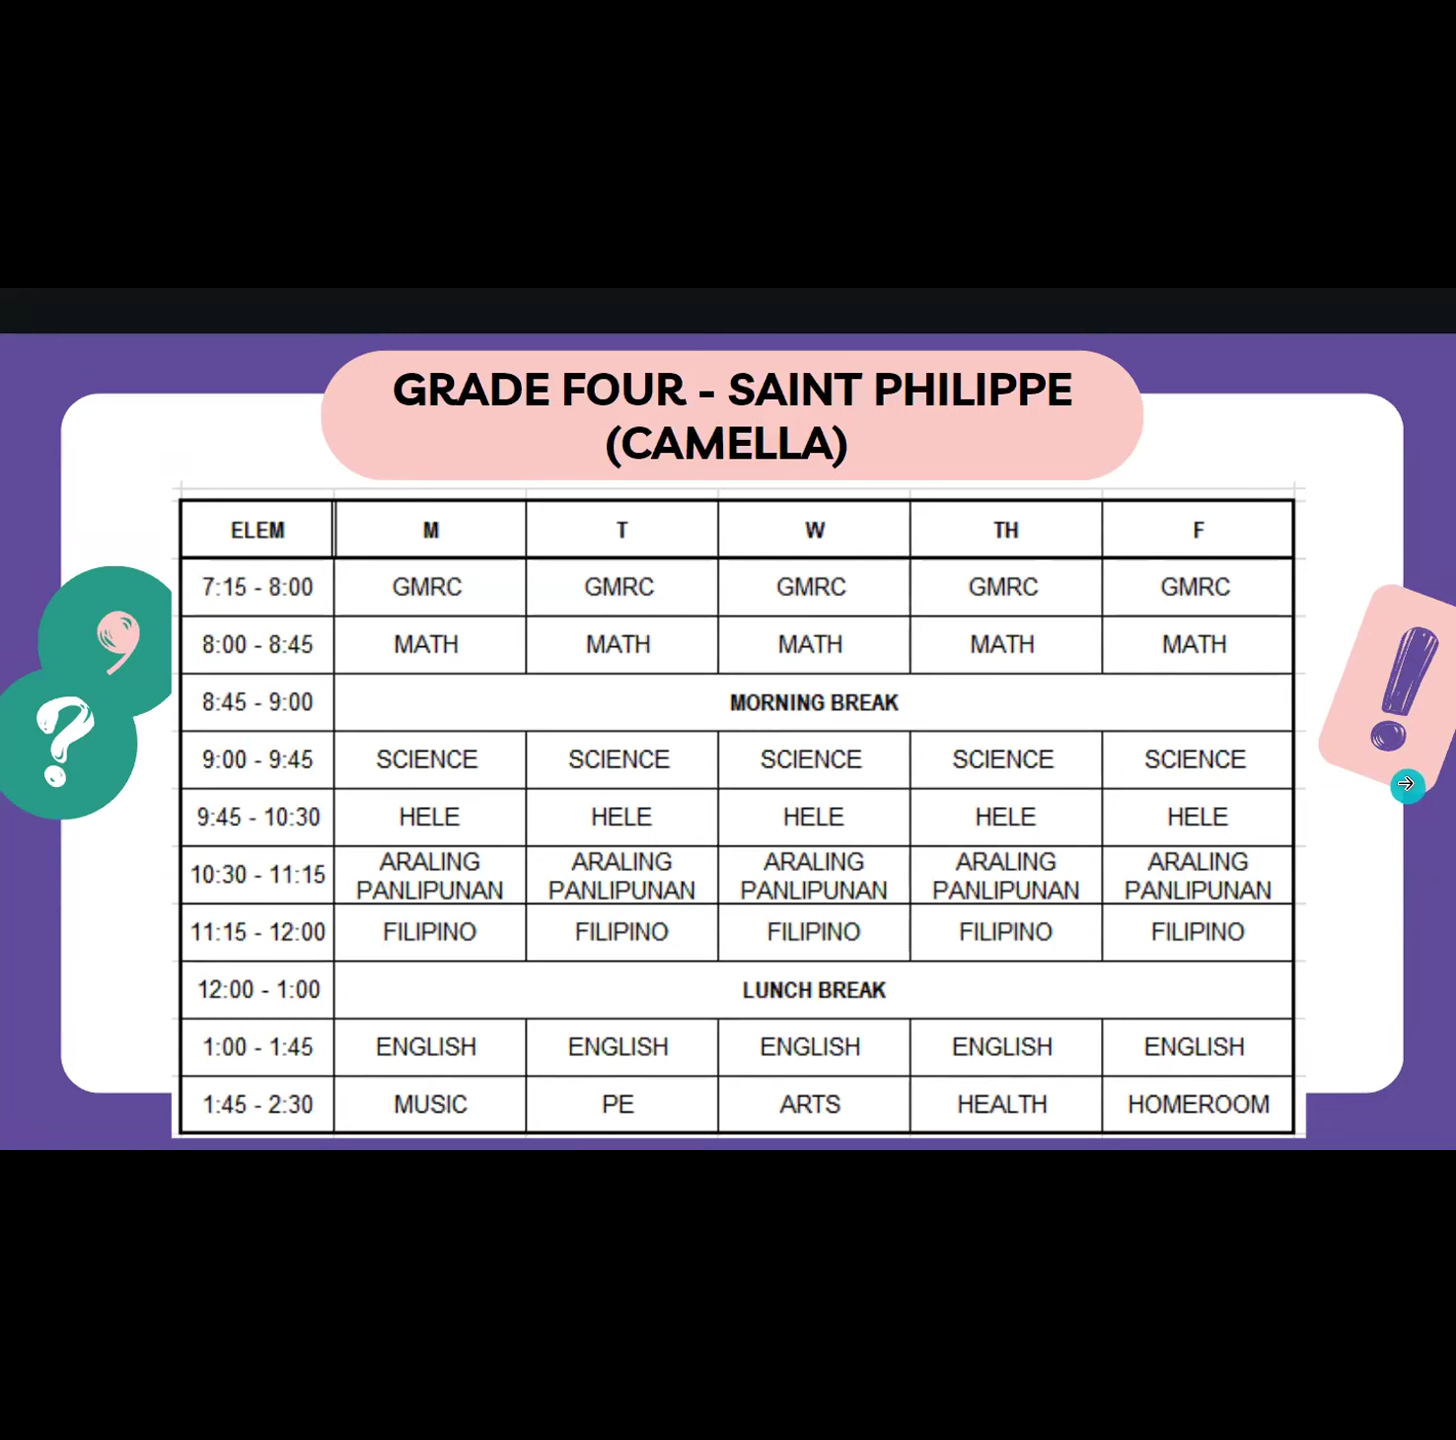 GRADE FOUR - SAINT PHILIPPE
(CAMELLA)
ELEM M T W TH F
7:15 - 8:00 GMRC GMRC GMRC GMRC GMRC
8:00 - 8:45 MATH MATH MATH MATH MATH
8:45 - 9:00 MORNING BREAK
9:00 - 9:45 SCIENCE SCIENCE SCIENCE SCIENCE SCIENCE
9:45 - 10:30 HELE HELE HELE HELE HELE
10:30 - 11:15 ARALING PANLIPUNAN ARALING PANLIPUNAN ARALING PANLIPUNAN ARALING PANLIPUNAN ARALING PANLIPUNAN
11:15 - 12:00 FILIPINO FILIPINO FILIPINO FILIPINO FILIPINO
12:00 - 1:00 LUNCH BREAK
1:00 - 1:45 ENGLISH ENGLISH ENGLISH ENGLISH ENGLISH
1:45 - 2:30 MUSIC PE ARTS HEALTH HOMEROOM